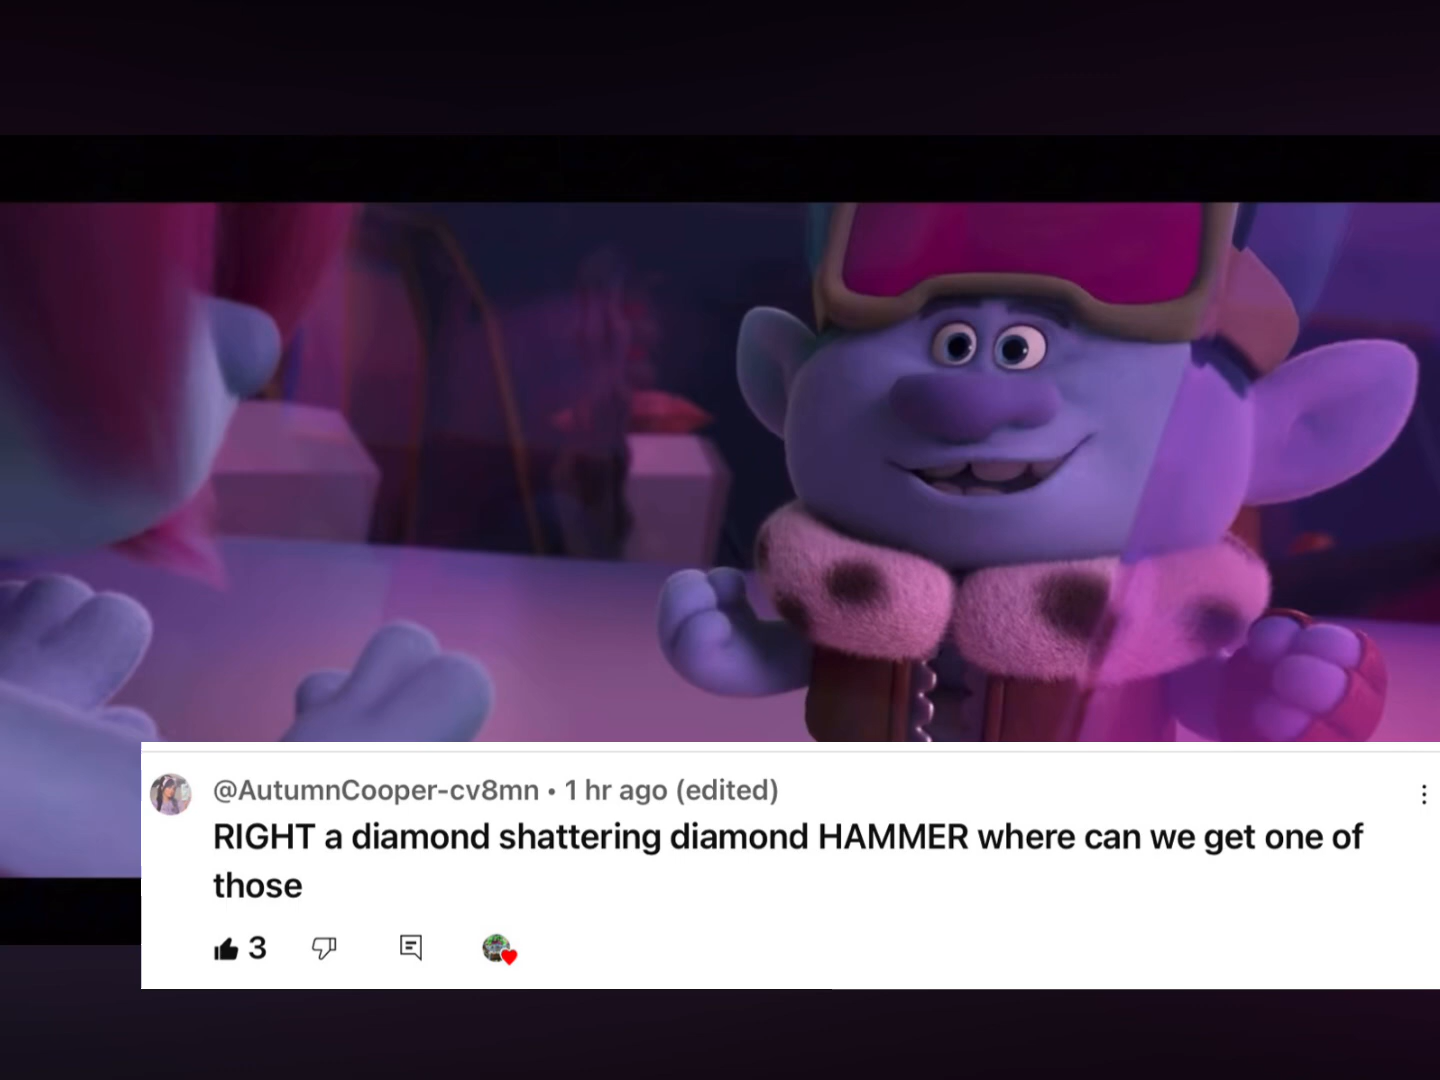 @AutumnCooper-cv8mn • 1 hr ago (edited)
RIGHT a diamond shattering diamond HAMMER where can we get one of
those
3